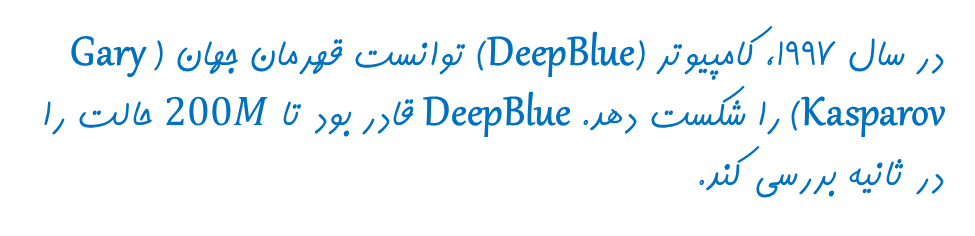 در سال ۱۹۹۷، کامپیوتر (DeepBlue) توانست قهرمان جهان (Gary
Kasparov) را شکست دهد. DeepBlue قادر بود تا 200M حالت را
در ثانیه بررسی کند.